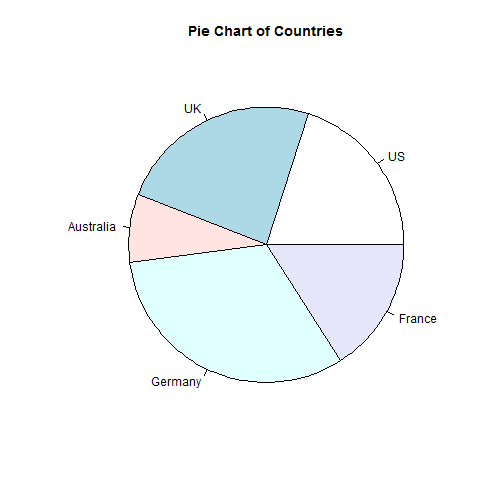 Pie Chart of Countries
UK
US
Australia
France
Germany